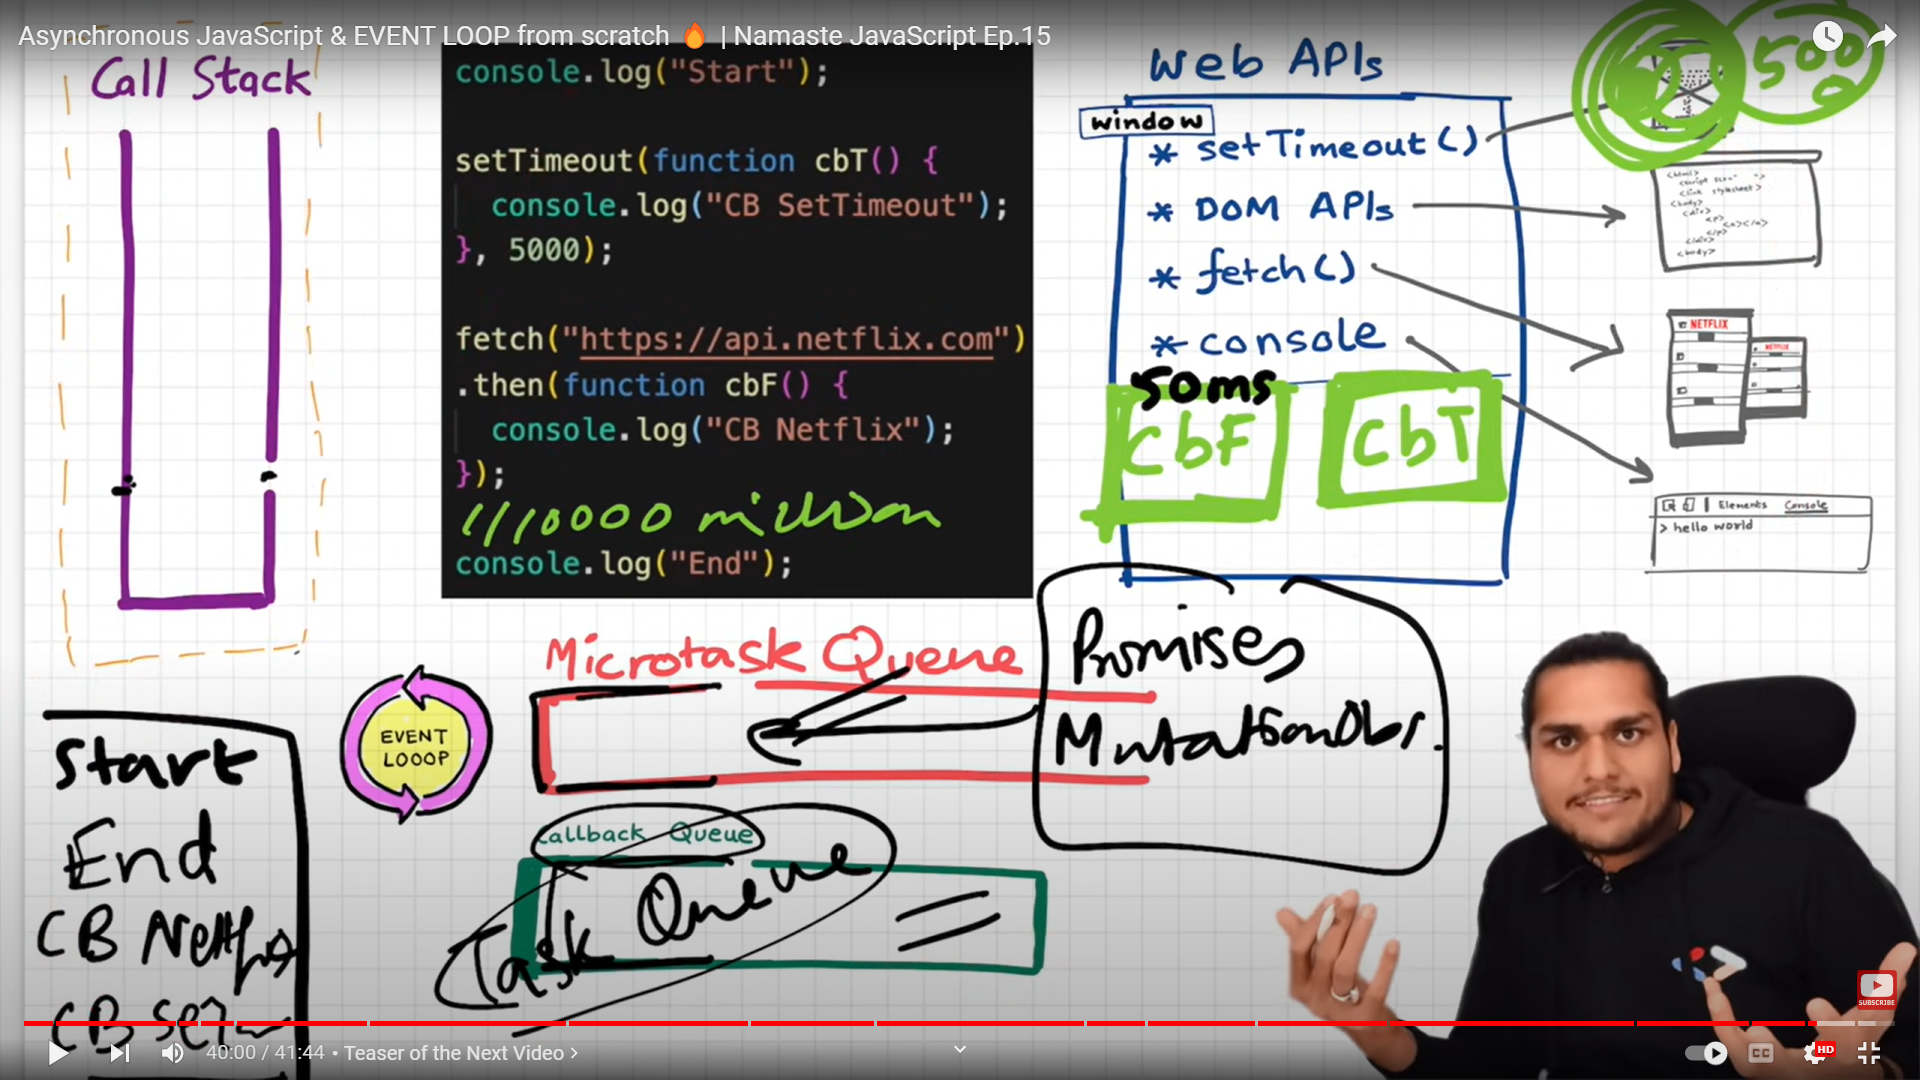 Asynchronous JavaScript & EVENT LOOP from scratch 🔥 | Namaste JavaScript Ep.15
Call Stack
console.log("Start");
setTimeout(function cbT() {
console.log("CB SetTimeout");
}, 5000);
fetch("https://api.netflix.com")
.then(function cbF() {
console.log("CB Netflix");
});
//10000 million
console.log("End");
Web APIs
window
* setTimeout()
* DOM APIs
* fetch()
* console
50ms
CbF
CbT
500
NETFLIX
NETFLIX
Elements Console
> hello world
Microtask Queue
Promises
MutationObs.
EVENT
LOOOP
Callback Queue
Task Queue
Start
End
CB Netflix
CB Set
SUBSCRIBE
40:00 / 41:44 • Teaser of the Next Video >
CC
HD